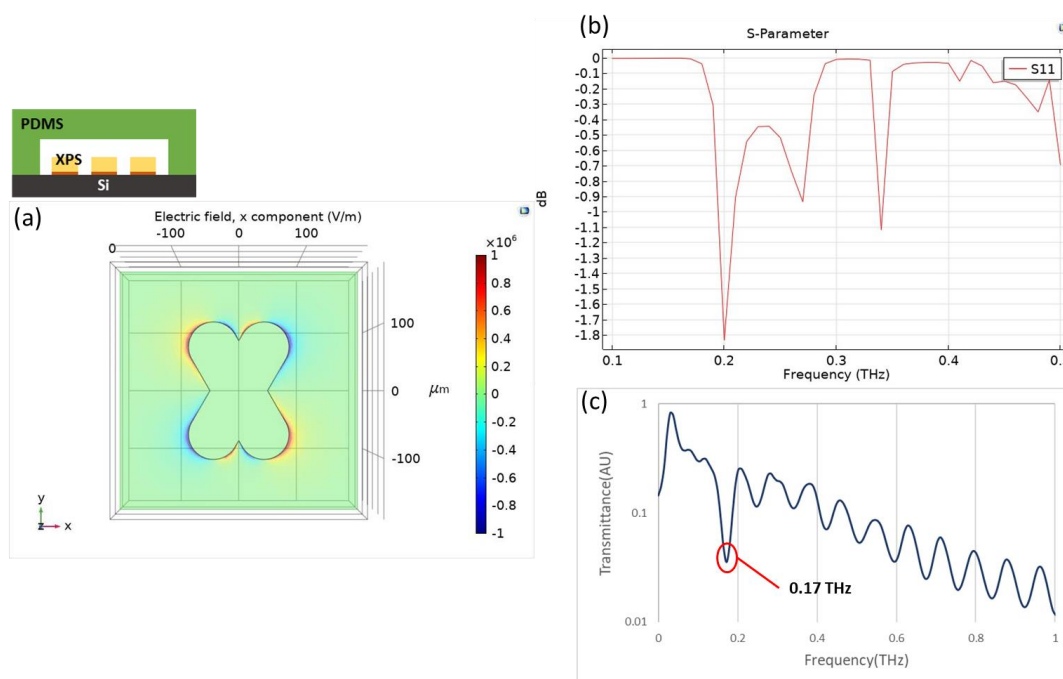 PDMS
XPS
Si
(a)
Electric field, x component (V/m)
-100 0 100
0
×10⁶
1
0.8
0.6
0.4
0.2
0
-0.2
-0.4
-0.6
-0.8
-1
100
0
-100
μm
y
z x
(b)
S-Parameter
S11
0
-0.1
-0.2
-0.3
-0.4
-0.5
-0.6
-0.7
-0.8
-0.9
-1
-1.1
-1.2
-1.3
-1.4
-1.5
-1.6
-1.7
-1.8
dB
0.1 0.2 0.3 0.4
Frequency (THz)
(c)
1
0.1
0.01
Transmittance(AU)
0.17 THz
0 0.2 0.4 0.6 0.8 1
Frequency(THz)